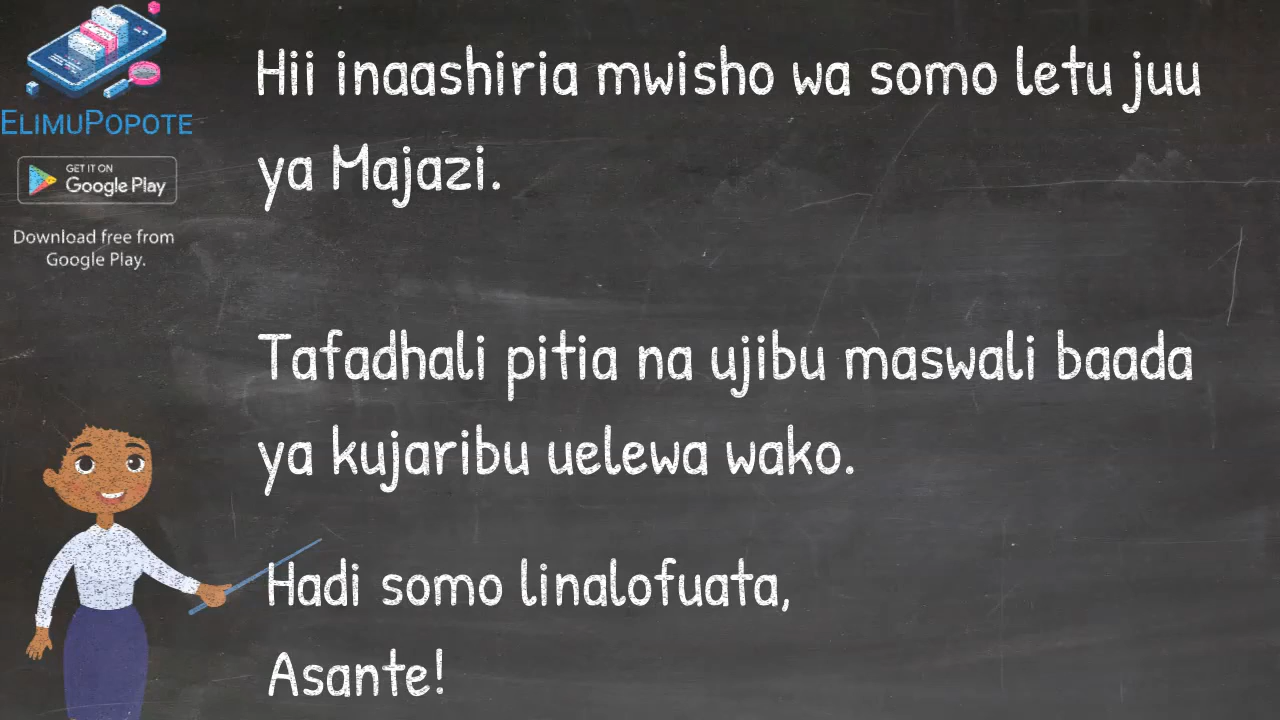 ELIMUPOPOTE
GET IT ON
Google Play
Download free from
Google Play.
Hii inaashiria mwisho wa somo letu juu
ya Majazi.
Tafadhali pitia na ujibu maswali baada
ya kujaribu uelewa wako.
Hadi somo linalofuata,
Asante!